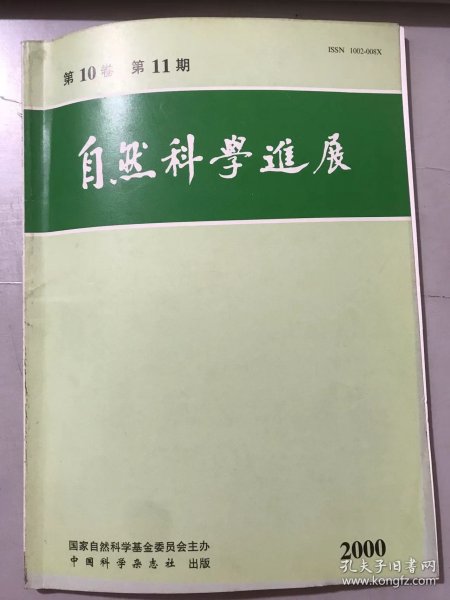 ISSN 1002-008X
第10卷 第11期
自然科學進展
国家自然科学基金委员会主办
中国科学杂志社 出版
2000
孔夫子旧书网
www.kongfz.com